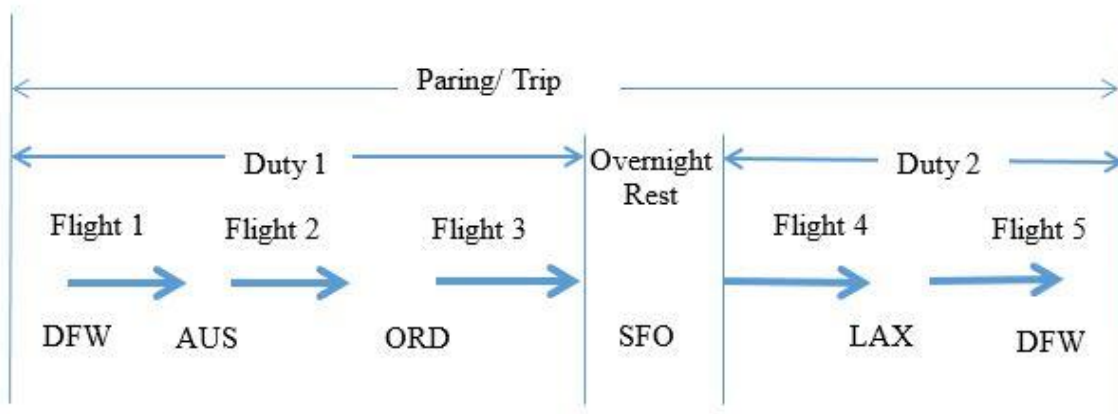 Paring/ Trip
Duty 1
Overnight
Rest
Duty 2
Flight 1
Flight 2
Flight 3
Flight 4
Flight 5
DFW
AUS
ORD
SFO
LAX
DFW